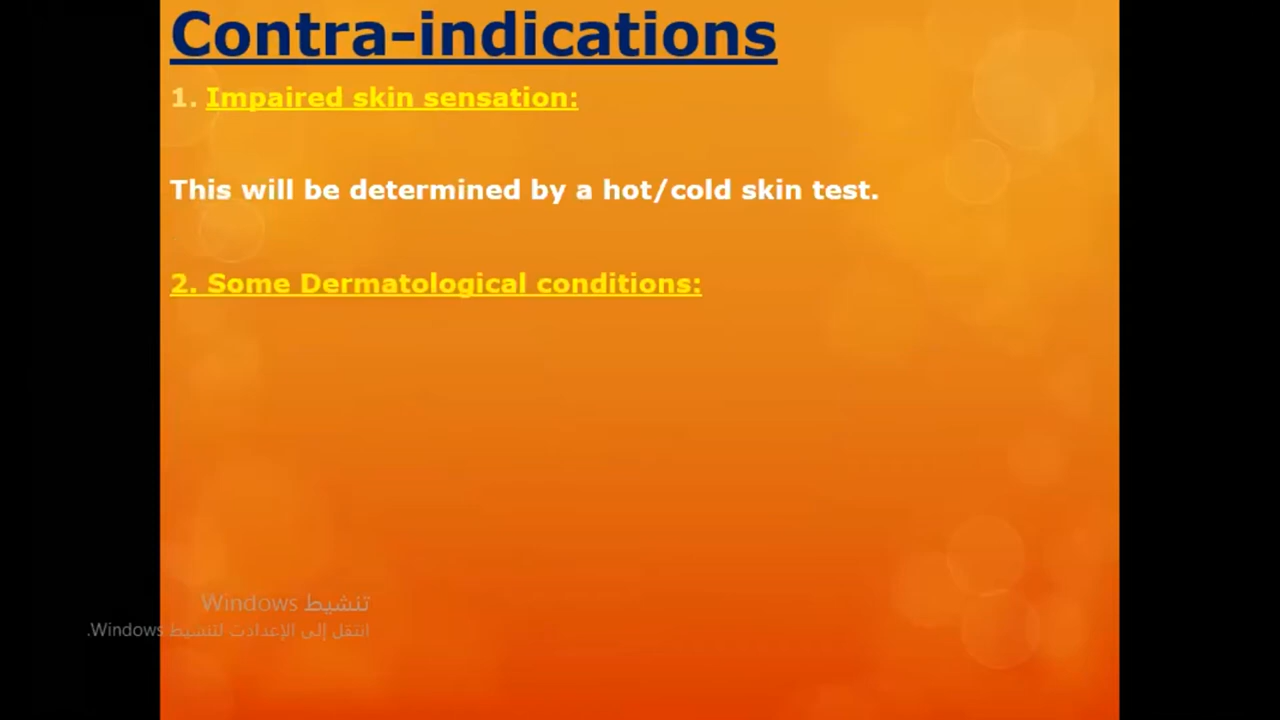 Contra-indications
1. Impaired skin sensation:
This will be determined by a hot/cold skin test.
2. Some Dermatological conditions:
تنشيط Windows
انتقل إلى الإعدادات لتنشيط Windows.